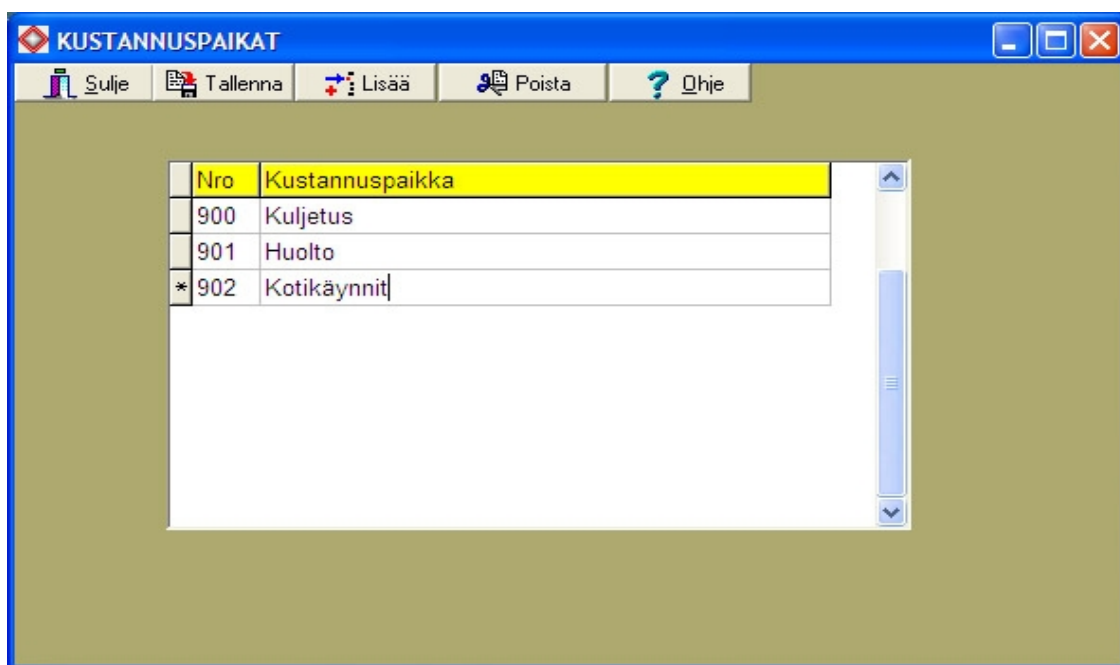 KUSTANNUSPAIKAT
Sulje Tallenna Lisää Poista Ohje
Nro Kustannuspaikka
900 Kuljetus
901 Huolto
* 902 Kotikäynnit